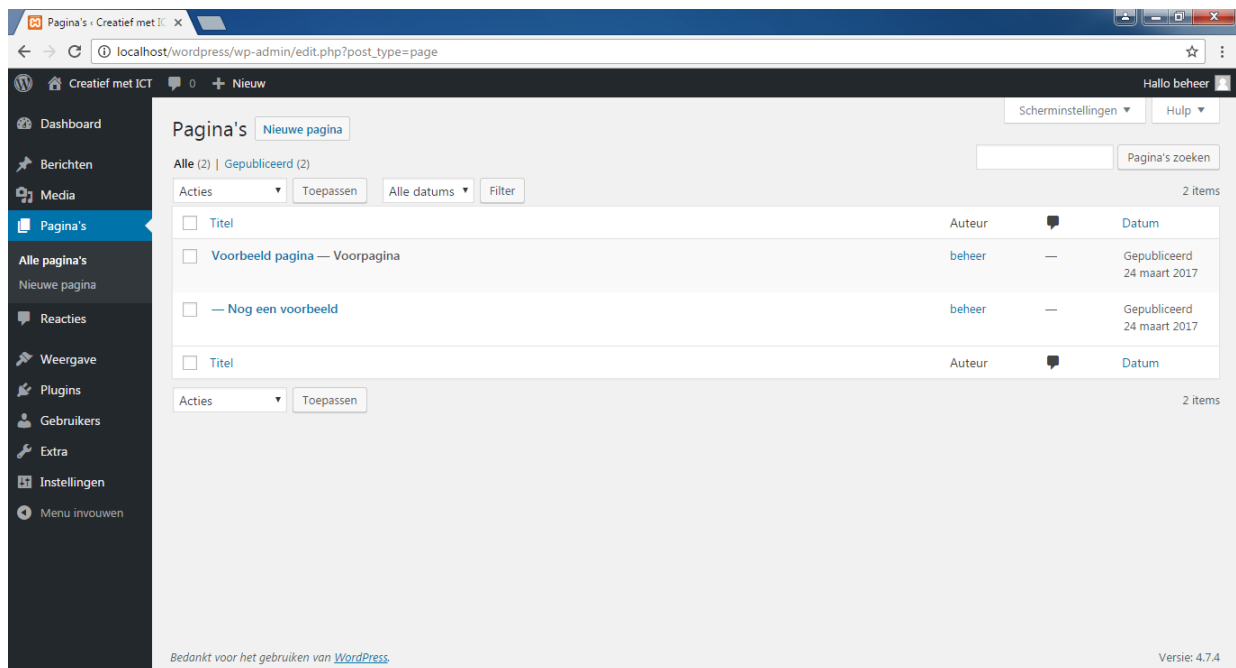 Pagina's ‹ Creatief met IC
localhost/wordpress/wp-admin/edit.php?post_type=page
Creatief met ICT 0 Nieuw Hallo beheer
Scherminstellingen Hulp
Dashboard
Berichten
Media
Pagina's
Alle pagina's
Nieuwe pagina
Reacties
Weergave
Plugins
Gebruikers
Extra
Instellingen
Menu invouwen
Pagina's Nieuwe pagina
Alle (2) | Gepubliceerd (2)
Pagina's zoeken
Acties Toepassen Alle datums Filter 2 items
Titel Auteur Datum
Voorbeeld pagina — Voorpagina beheer — Gepubliceerd
24 maart 2017
— Nog een voorbeeld beheer — Gepubliceerd
24 maart 2017
Titel Auteur Datum
Acties Toepassen 2 items
Bedankt voor het gebruiken van WordPress. Versie: 4.7.4